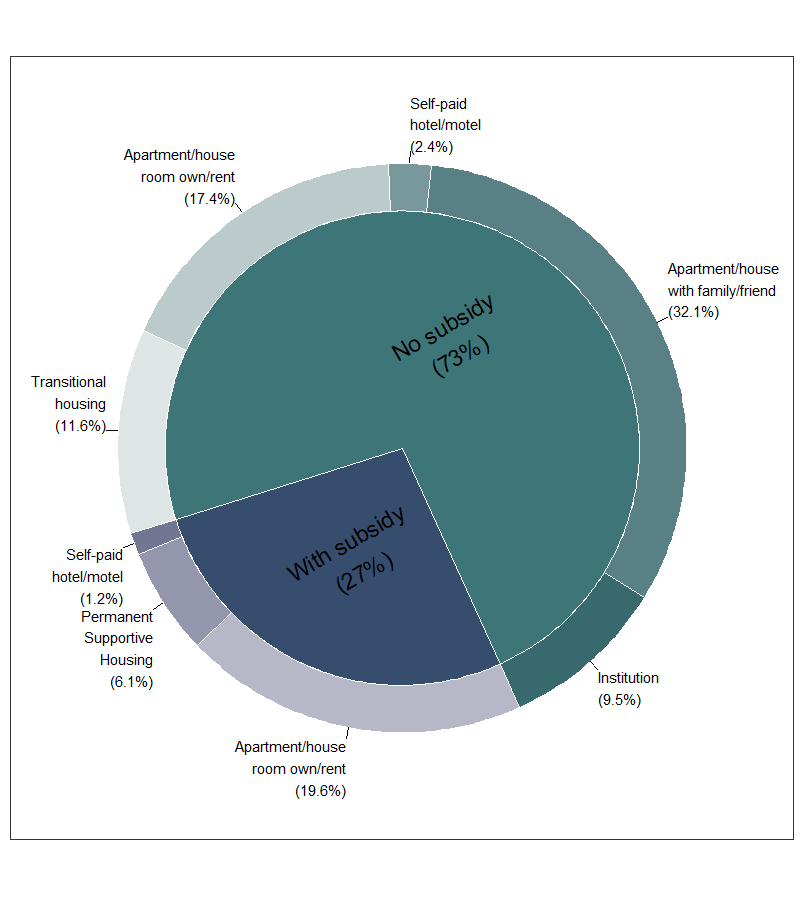 Self-paid
hotel/motel
(2.4%)
Apartment/house
room own/rent
(17.4%)
Apartment/house
with family/friend
(32.1%)
No subsidy
(73%)
Transitional
housing
(11.6%)
With subsidy
(27%)
Self-paid
hotel/motel
(1.2%)
Permanent
Supportive
Housing
(6.1%)
Institution
(9.5%)
Apartment/house
room own/rent
(19.6%)